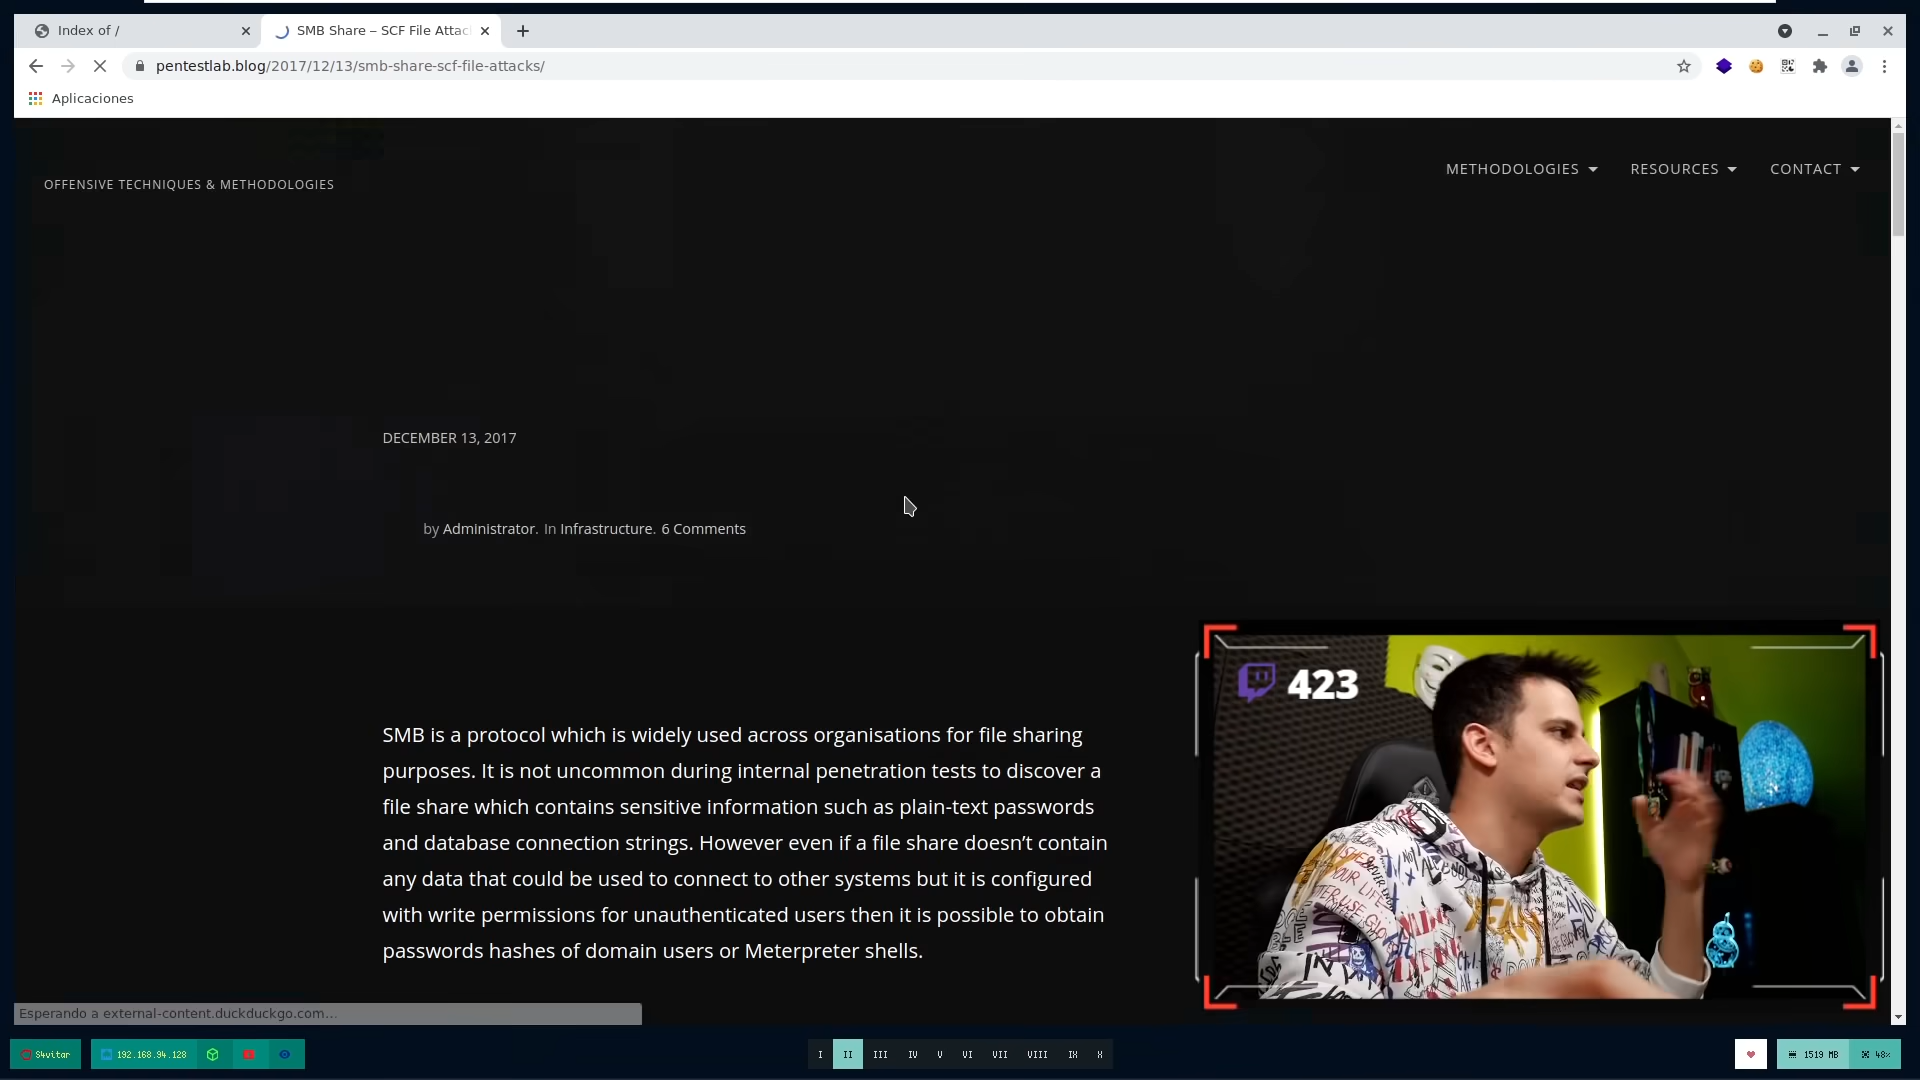 Index of /
SMB Share – SCF File Attac
pentestlab.blog/2017/12/13/smb-share-scf-file-attacks/
Aplicaciones
OFFENSIVE TECHNIQUES & METHODOLOGIES
METHODOLOGIES RESOURCES CONTACT
DECEMBER 13, 2017
by Administrator. In Infrastructure. 6 Comments
SMB is a protocol which is widely used across organisations for file sharing
purposes. It is not uncommon during internal penetration tests to discover a
file share which contains sensitive information such as plain-text passwords
and database connection strings. However even if a file share doesn’t contain
any data that could be used to connect to other systems but it is configured
with write permissions for unauthenticated users then it is possible to obtain
passwords hashes of domain users or Meterpreter shells.
423
Esperando a external-content.duckduckgo.com...
S4vitar 192.168.94.128 I II III IV V VI VII VIII IX X 1519 MB 48%